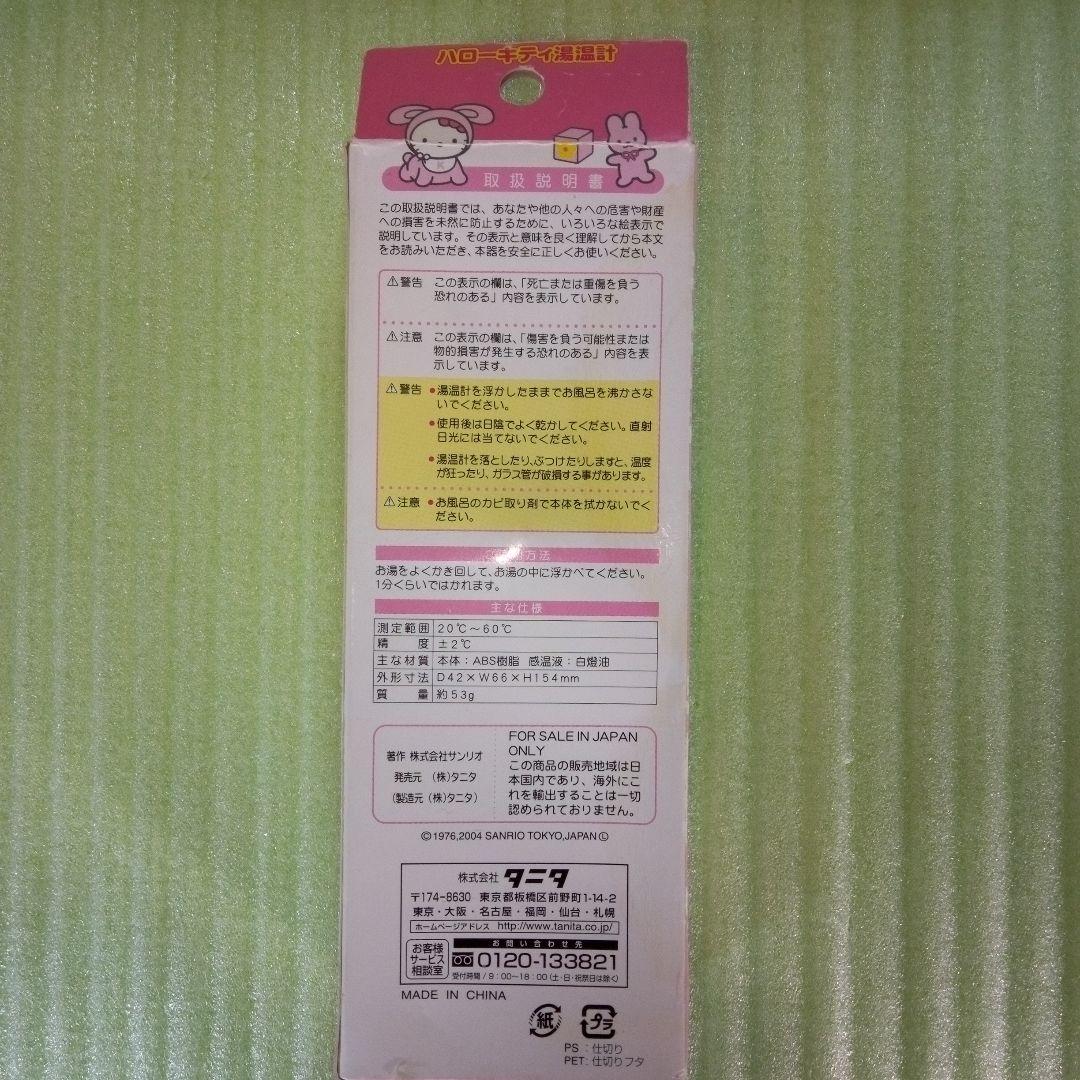 ハローキティ湯温計
K
取扱説明書
この取扱説明書では、あなたや他の人々への危害や財産
への損害を未然に防止するために、いろいろな絵表示で
説明しています。その表示と意味を良く理解してから本文
をお読みいただき、本器を安全に正しくお使いください。
⚠警告 この表示の欄は、「死亡または重傷を負う
恐れのある」内容を表示しています。
⚠注意 この表示の欄は、「傷害を負う可能性または
物的損害が発生する恐れのある」内容を表
示しています。
⚠警告 ●湯温計を浮かしたままでお風呂を沸かさな
いでください。
●使用後は日陰でよく乾かしてください。直射
日光には当てないでください。
●湯温計を落としたり、ぶつけたりしますと、温度
が狂ったり、ガラス管が破損する事があります。
⚠注意 ●お風呂のカビ取り剤で本体を拭かないでく
ださい。
方法
お湯をよくかき回して、お湯の中に浮かべてください。
1分くらいではかれます。
主な仕様
測定範囲 20℃～60℃
精度 ±2℃
主な材質 本体：ABS樹脂 感温液：白燈油
外形寸法 D42×W66×H154mm
質量 約53g
著作 株式会社サンリオ
発売元 (株)タニタ
(製造元 (株)タニタ)
FOR SALE IN JAPAN
ONLY
この商品の販売地域は日
本国内であり、海外にこ
れを輸出することは一切
認められておりません。
©1976,2004 SANRIO TOKYO,JAPAN Ⓛ
株式会社 タニタ
〒174-8630 東京都板橋区前野町1-14-2
東京・大阪・名古屋・福岡・仙台・札幌
ホームページアドレス http://www.tanita.co.jp/
お客様
サービス
相談室
お問い合わせ先
0120-133821
受付時間/9:00～18:00(土・日・祝祭日は除く)
MADE IN CHINA
紙
プラ
PS：仕切り
PET：仕切りフタ